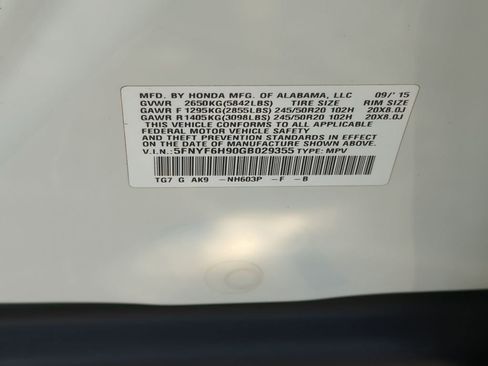 MFD. BY HONDA MFG. OF ALABAMA, LLC 09/'15
GVWR 2650KG(5842LBS) TIRE SIZE RIM SIZE
GAWR F 1295KG(2855LBS) 245/50R20 102H 20X8.0J
GAWR R 1405KG(3098LBS) 245/50R20 102H 20X8.0J
THIS VEHICLE CONFORMS TO ALL APPLICABLE
FEDERAL MOTOR VEHICLE SAFETY
STANDARDS IN EFFECT
ON THE DATE OF MANUFACTURE SHOWN ABOVE.
V.I.N.: 5FNYF6H90GB029355 TYPE: MPV
TG7 G AK9 -NH603P -F -B